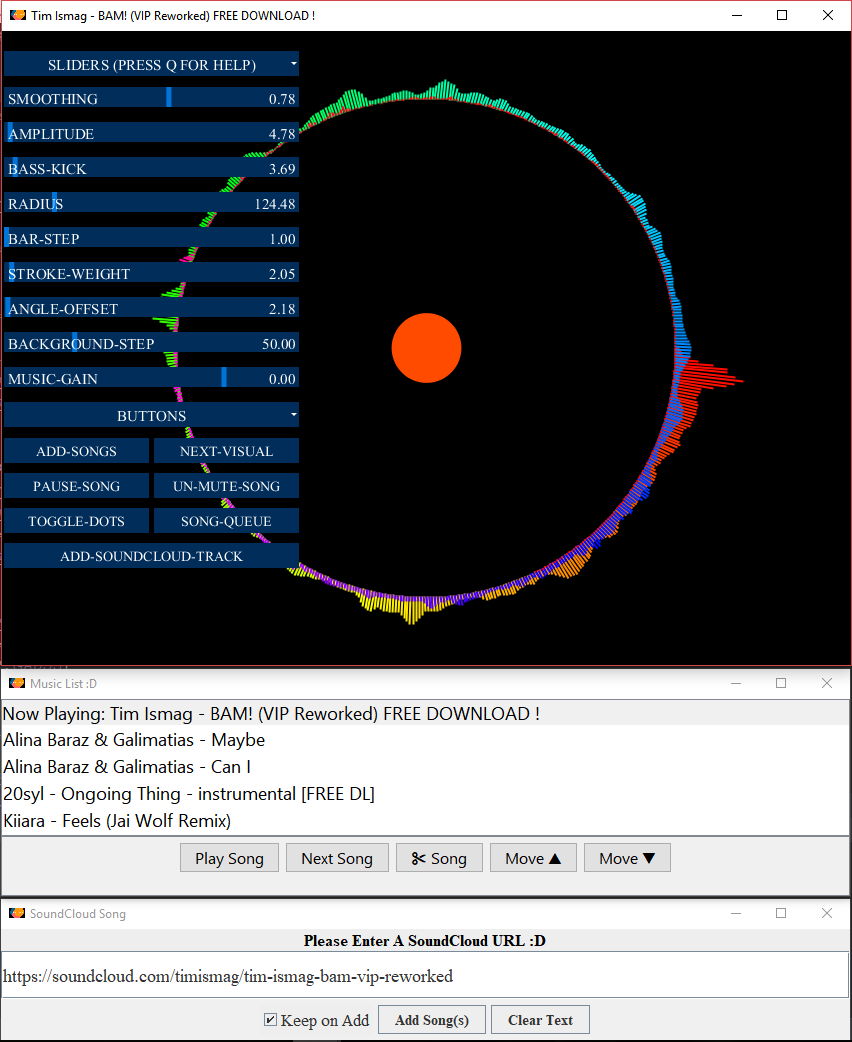 Tim Ismag - BAM! (VIP Reworked) FREE DOWNLOAD !
SLIDERS (PRESS Q FOR HELP)
SMOOTHING 0.78
AMPLITUDE 4.78
BASS-KICK 3.69
RADIUS 124.48
BAR-STEP 1.00
STROKE-WEIGHT 2.05
ANGLE-OFFSET 2.18
BACKGROUND-STEP 50.00
MUSIC-GAIN 0.00
BUTTONS
ADD-SONGS NEXT-VISUAL
PAUSE-SONG UN-MUTE-SONG
TOGGLE-DOTS SONG-QUEUE
ADD-SOUNDCLOUD-TRACK
Music List :D
Now Playing: Tim Ismag - BAM! (VIP Reworked) FREE DOWNLOAD !
Alina Baraz & Galimatias - Maybe
Alina Baraz & Galimatias - Can I
20syl - Ongoing Thing - instrumental [FREE DL]
Kiiara - Feels (Jai Wolf Remix)
Play Song Next Song ✂ Song Move ▲ Move ▼
SoundCloud Song
Please Enter A SoundCloud URL :D
https://soundcloud.com/timismag/tim-ismag-bam-vip-reworked
Keep on Add Add Song(s) Clear Text